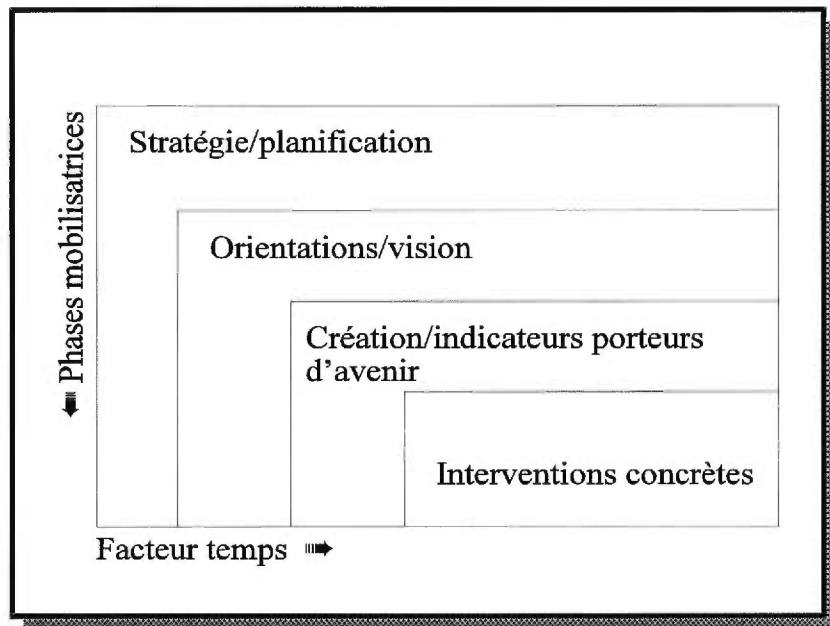 Phases mobilisatrices
Stratégie/planification
Orientations/vision
Création/indicateurs porteurs
d'avenir
Interventions concrètes
Facteur temps